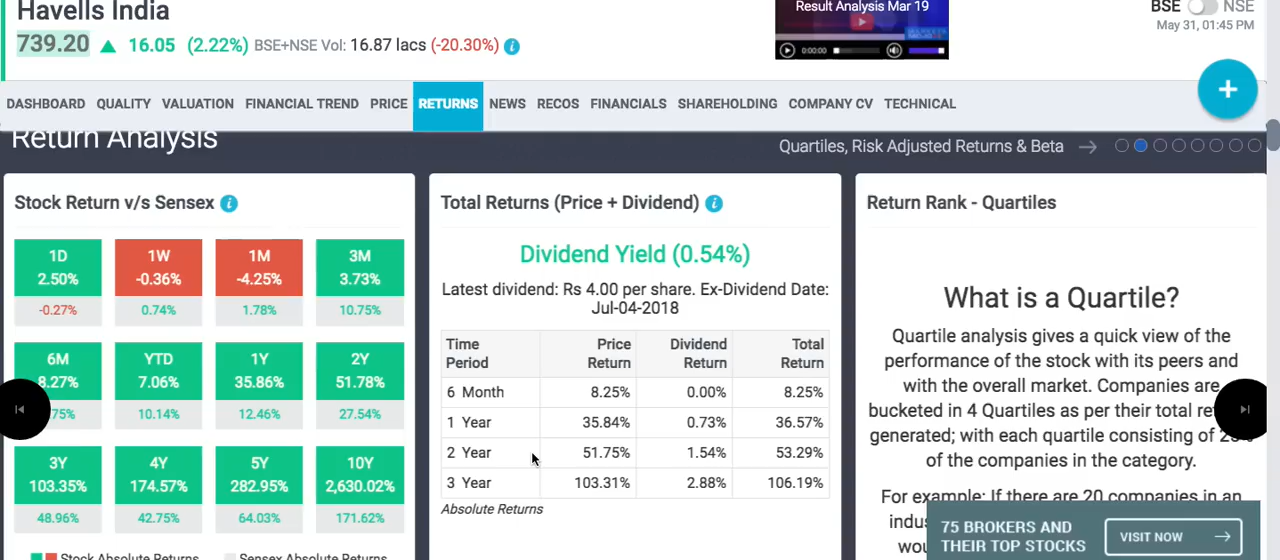 Havells India
739.20 ▲ 16.05 (2.22%) BSE+NSE Vol: 16.87 lacs (-20.30%)
Result Analysis Mar 19
0:00:00
BSE NSE
May 31, 01:45 PM
+
DASHBOARD QUALITY VALUATION FINANCIAL TREND PRICE RETURNS NEWS RECOS FINANCIALS SHAREHOLDING COMPANY CV TECHNICAL
Return Analysis
Quartiles, Risk Adjusted Returns & Beta →
Stock Return v/s Sensex
1D 1W 1M 3M
2.50% -0.36% -4.25% 3.73%
-0.27% 0.74% 1.78% 10.75%
6M YTD 1Y 2Y
8.27% 7.06% 35.86% 51.78%
75% 10.14% 12.46% 27.54%
3Y 4Y 5Y 10Y
103.35% 174.57% 282.95% 2,630.02%
48.96% 42.75% 64.03% 171.62%
Stock Absolute Returns Sensex Absolute Returns
Total Returns (Price + Dividend)
Dividend Yield (0.54%)
Latest dividend: Rs 4.00 per share. Ex-Dividend Date:
Jul-04-2018
Time Price Dividend Total
Period Return Return Return
6 Month 8.25% 0.00% 8.25%
1 Year 35.84% 0.73% 36.57%
2 Year 51.75% 1.54% 53.29%
3 Year 103.31% 2.88% 106.19%
Absolute Returns
Return Rank - Quartiles
What is a Quartile?
Quartile analysis gives a quick view of the
performance of the stock with its peers and
with the overall market. Companies are
bucketed in 4 Quartiles as per their total
generated; with each quartile consisting of
of the companies in the category.
For example: If there are 20 companies in an
75 BROKERS AND
THEIR TOP STOCKS
VISIT NOW →